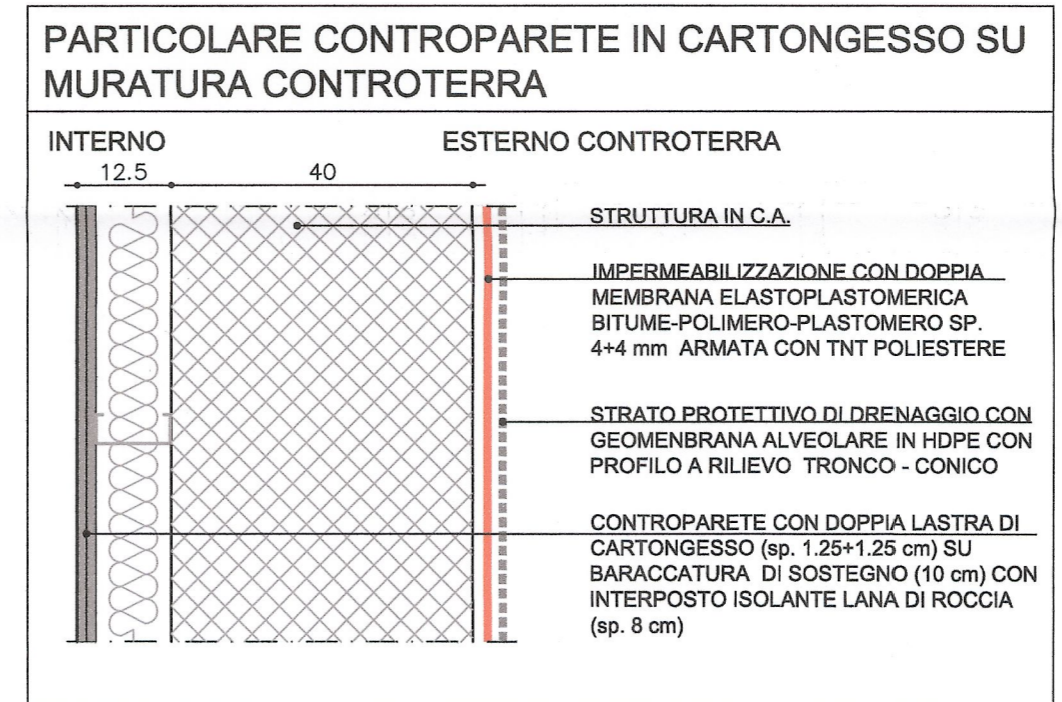 PARTICOLARE CONTROPARETE IN CARTONGESSO SU
MURATURA CONTROTERRA
INTERNO
ESTERNO CONTROTERRA
12.5
40
STRUTTURA IN C.A.
IMPERMEABILIZZAZIONE CON DOPPIA
MEMBRANA ELASTOPLASTOMERICA
BITUME-POLIMERO-PLASTOMERO SP.
4+4 mm ARMATA CON TNT POLIESTERE
STRATO PROTETTIVO DI DRENAGGIO CON
GEOMENBRANA ALVEOLARE IN HDPE CON
PROFILO A RILIEVO TRONCO - CONICO
CONTROPARETE CON DOPPIA LASTRA DI
CARTONGESSO (sp. 1.25+1.25 cm) SU
BARACCATURA DI SOSTEGNO (10 cm) CON
INTERPOSTO ISOLANTE LANA DI ROCCIA
(sp. 8 cm)